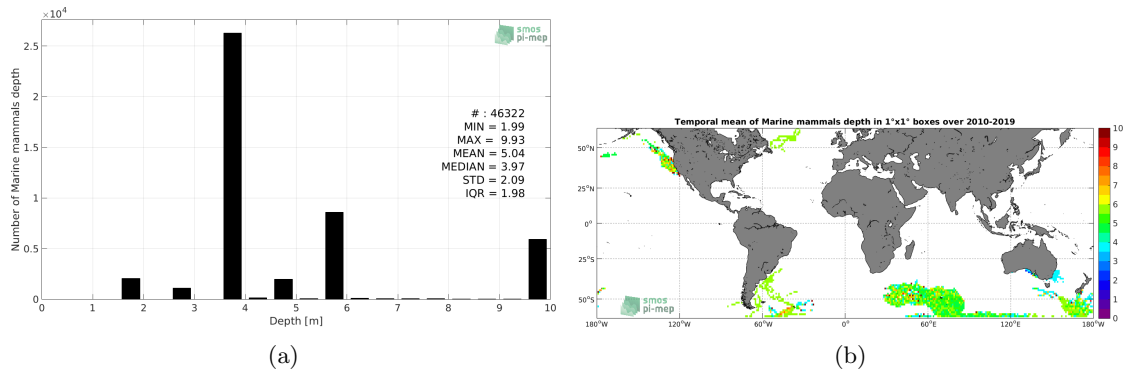 ×10⁴
smos
pi-mep
Number of Marine mammals depth
2.5
2
1.5
1
0.5
0
# : 46322
MIN = 1.99
MAX = 9.93
MEAN = 5.04
MEDIAN = 3.97
STD = 2.09
IQR = 1.98
0 1 2 3 4 5 6 7 8 9 10
Depth [m]
(a)
Temporal mean of Marine mammals depth in 1°x1° boxes over 2010-2019
50°N
25°N
0°
25°S
50°S
smos
pi-mep
180°W 120°W 60°W 0° 60°E 120°E 180°W
10
9
8
7
6
5
4
3
2
1
0
(b)